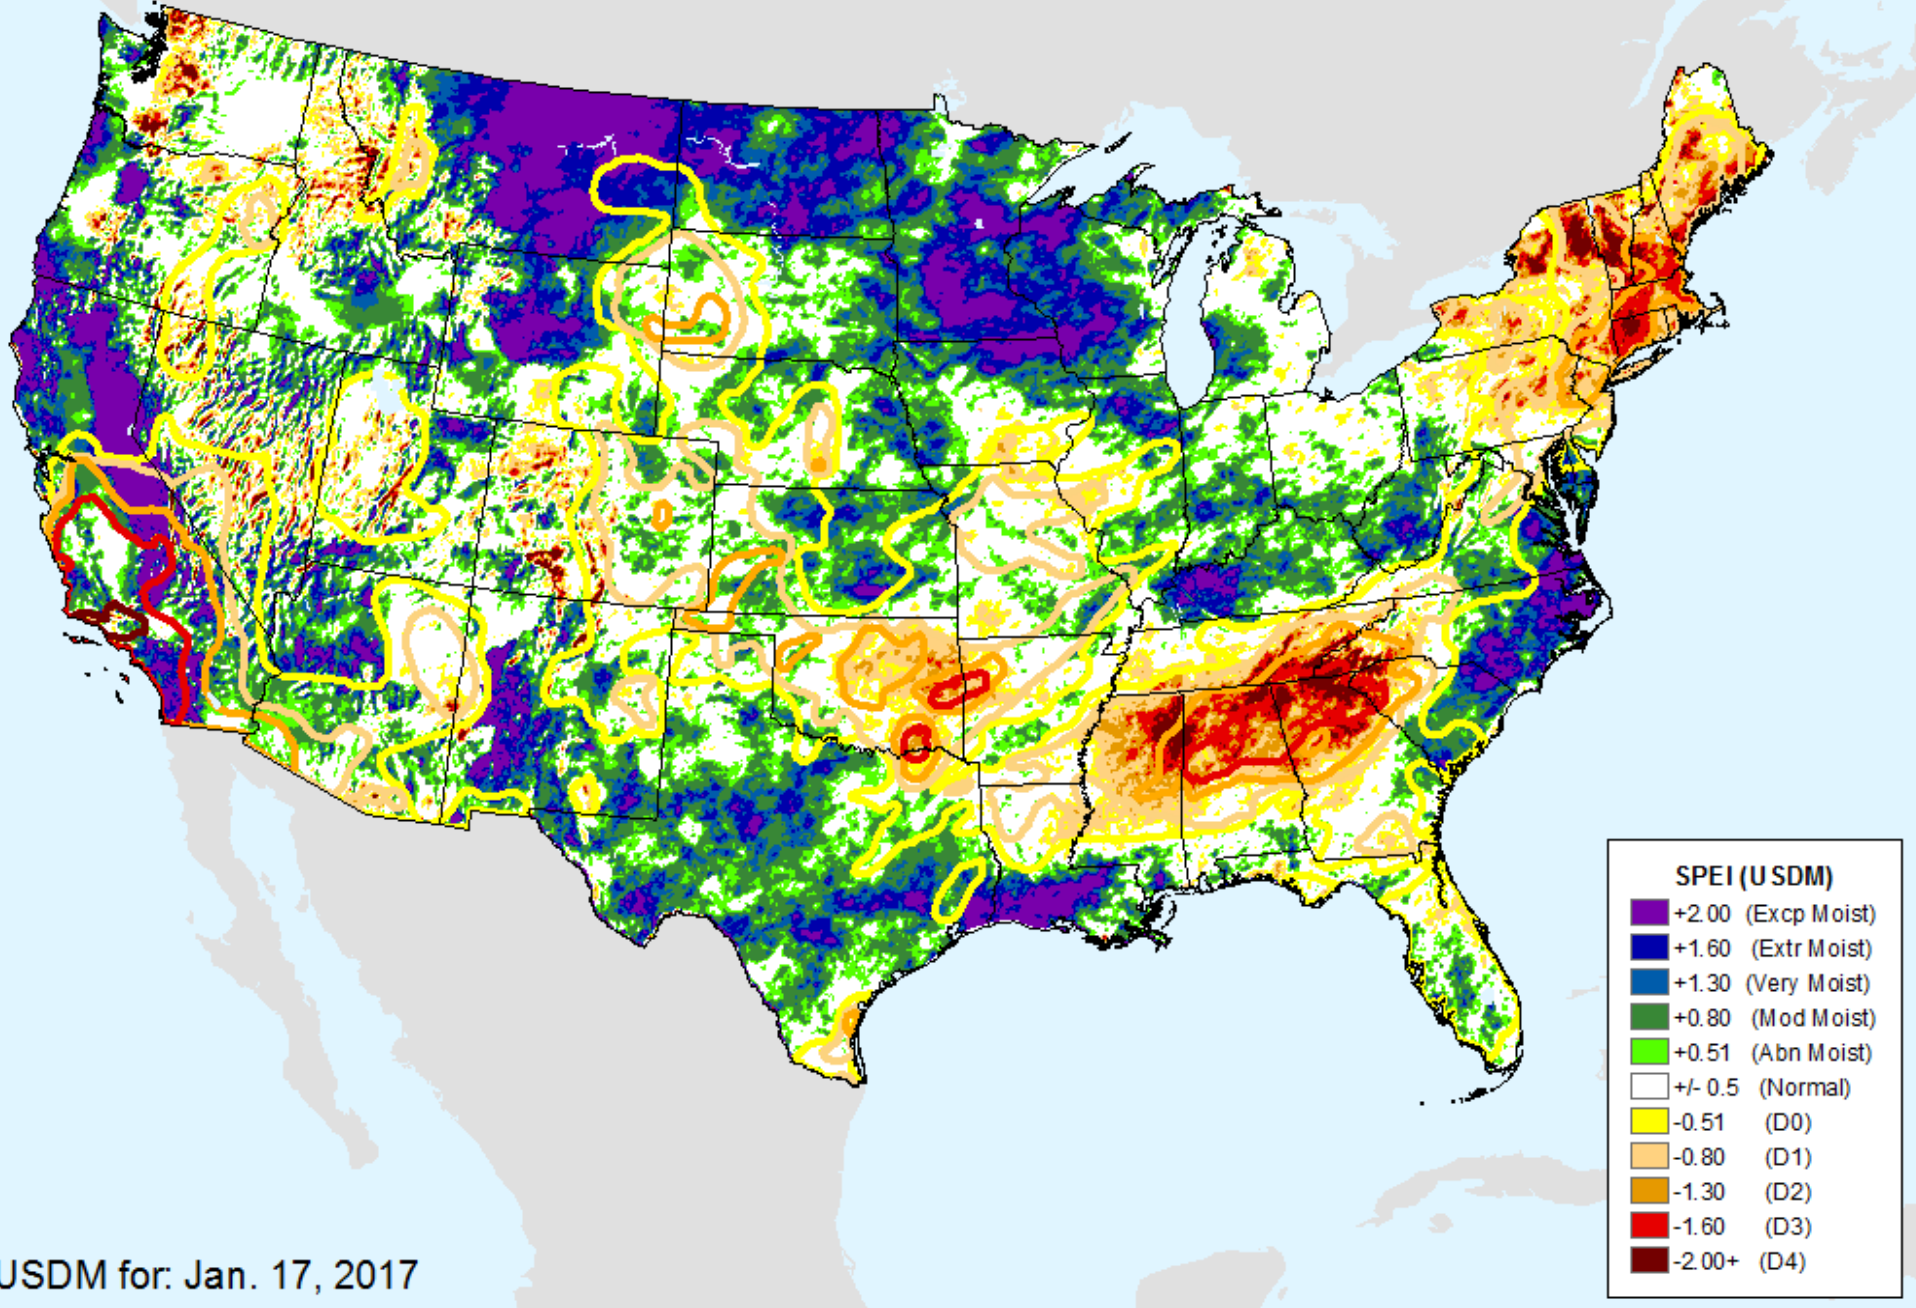 SPEI (USDM)
+2.00 (Excp Moist)
+1.60 (Extr Moist)
+1.30 (Very Moist)
+0.80 (Mod Moist)
+0.51 (Abn Moist)
+/- 0.5 (Normal)
-0.51 (D0)
-0.80 (D1)
-1.30 (D2)
-1.60 (D3)
-2.00+ (D4)
USDM for: Jan. 17, 2017